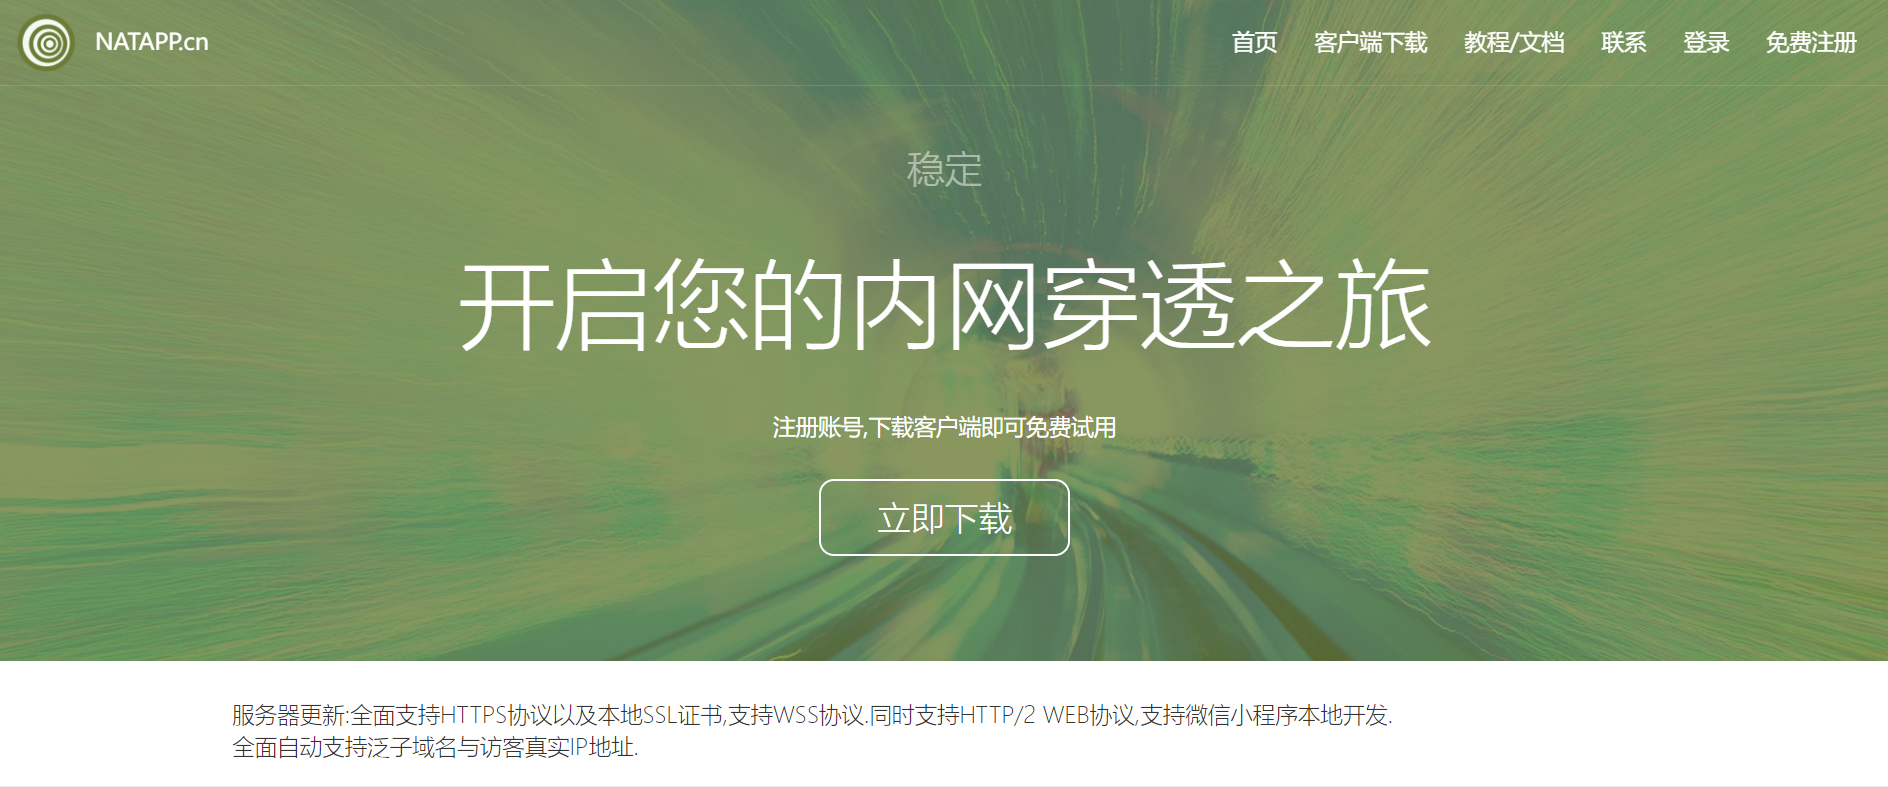 NATAPP.cn
首页 客户端下载 教程/文档 联系 登录 免费注册
稳定
开启您的内网穿透之旅
注册账号,下载客户端即可免费试用
立即下载
服务器更新:全面支持HTTPS协议以及本地SSL证书,支持WSS协议.同时支持HTTP/2 WEB协议,支持微信小程序本地开发.
全面自动支持泛子域名与访客真实IP地址.